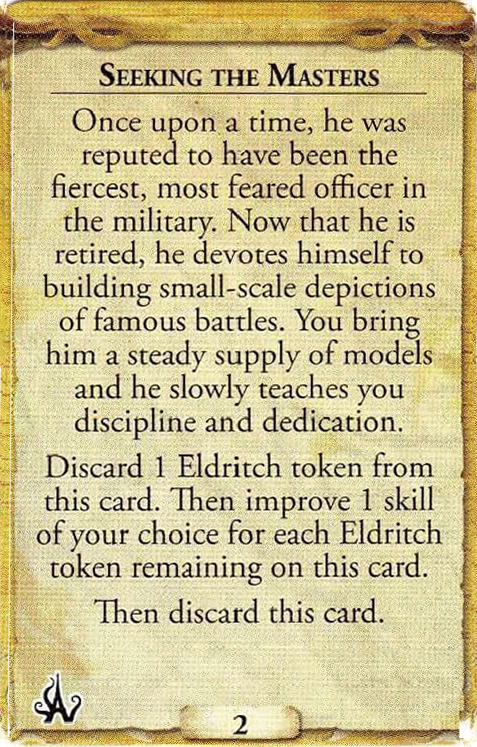 SEEKING THE MASTERS
Once upon a time, he was
reputed to have been the
fiercest, most feared officer in
the military. Now that he is
retired, he devotes himself to
building small-scale depictions
of famous battles. You bring
him a steady supply of models
and he slowly teaches you
discipline and dedication.
Discard 1 Eldritch token from
this card. Then improve 1 skill
of your choice for each Eldritch
token remaining on this card.
Then discard this card.
2